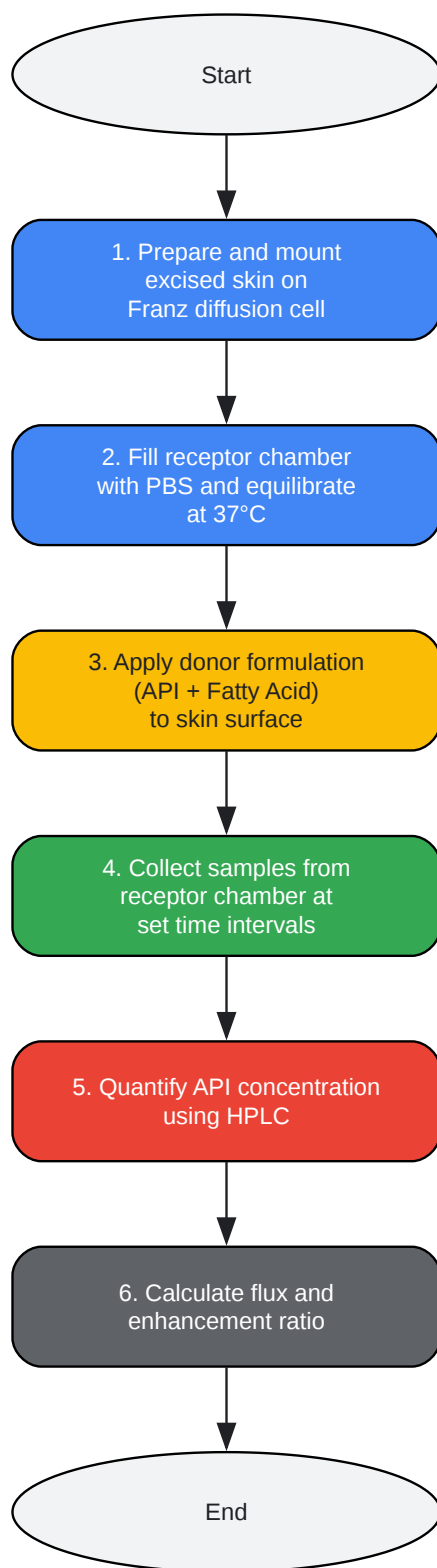 Start
1. Prepare and mount
excised skin on
Franz diffusion cell
2. Fill receptor chamber
with PBS and equilibrate
at 37°C
3. Apply donor formulation
(API + Fatty Acid)
to skin surface
4. Collect samples from
receptor chamber at
set time intervals
5. Quantify API concentration
using HPLC
6. Calculate flux and
enhancement ratio
End